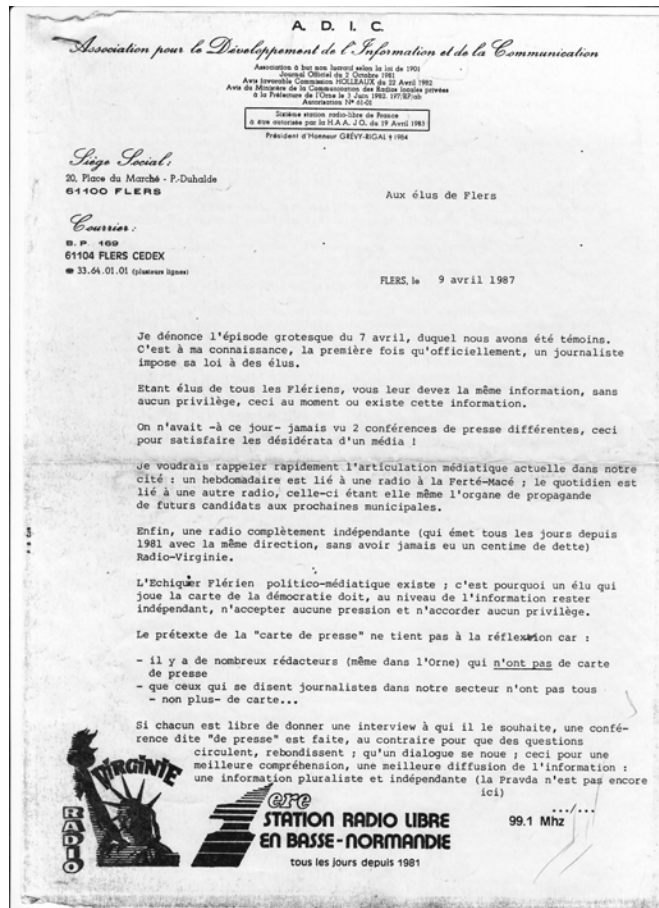 A. D. I. C.
Association pour le Développement de l'Information et de la Communication
Association à but non lucratif selon la loi de 1901
Journal Officiel du 2 Octobre 1981
Avis favorable Commission HOLLEAUX du 22 Avril 1982
Avis du Ministère de la Communication des Radios locales privées
à la Préfecture de l'Orne le 3 Juin 1982. 197/RP/ab
Autorisation N° 61-01
Sixième station radio-libre de France
à être autorisée par la H.A.A. J.O. du 19 Avril 1983
Président d'Honneur GRÉVY-RIGAL † 1984
Siège Social :
20, Place du Marché - P.-Duhalde
61100 FLERS
Aux élus de Flers
Courrier :
B. P. 169
61104 FLERS CEDEX
☎ 33.64.01.01 (plusieurs lignes)
FLERS, le 9 avril 1987
Je dénonce l'épisode grotesque du 7 avril, duquel nous avons été témoins.
C'est à ma connaissance, la première fois qu'officiellement, un journaliste
impose sa loi à des élus.
Etant élus de tous les Flériens, vous leur devez la même information, sans
aucun privilège, ceci au moment ou existe cette information.
On n'avait -à ce jour- jamais vu 2 conférences de presse différentes, ceci
pour satisfaire les désidérata d'un média !
Je voudrais rappeler rapidement l'articulation médiatique actuelle dans notre
cité : un hebdomadaire est lié à une radio à la Ferté-Macé ; le quotidien est
lié à une autre radio, celle-ci étant elle même l'organe de propagande
de futurs candidats aux prochaines municipales.
Enfin, une radio complètement indépendante (qui émet tous les jours depuis
1981 avec la même direction, sans avoir jamais eu un centime de dette)
Radio-Virginie.
L'Echiquer Flérien politico-médiatique existe ; c'est pourquoi un élu qui
joue la carte de la démocratie doit, au niveau de l'information rester
indépendant, n'accepter aucune pression et n'accorder aucun privilège.
Le prétexte de la "carte de presse" ne tient pas à la réflexion car :
- il y a de nombreux rédacteurs (même dans l'Orne) qui n'ont pas de carte
de presse
- que ceux qui se disent journalistes dans notre secteur n'ont pas tous
- non plus- de carte...
Si chacun est libre de donner une interview à qui il le souhaite, une confé-
rence dite "de presse" est faite, au contraire pour que des questions
circulent, rebondissent ; qu'un dialogue se noue ; ceci pour une
meilleure compréhension, une meilleure diffusion de l'information :
une information pluraliste et indépendante (la Pravda n'est pas encore
ici)
.../...
RADIO
VIRGINIE
1ere
STATION RADIO LIBRE
EN BASSE-NORMANDIE
tous les jours depuis 1981
99.1 Mhz